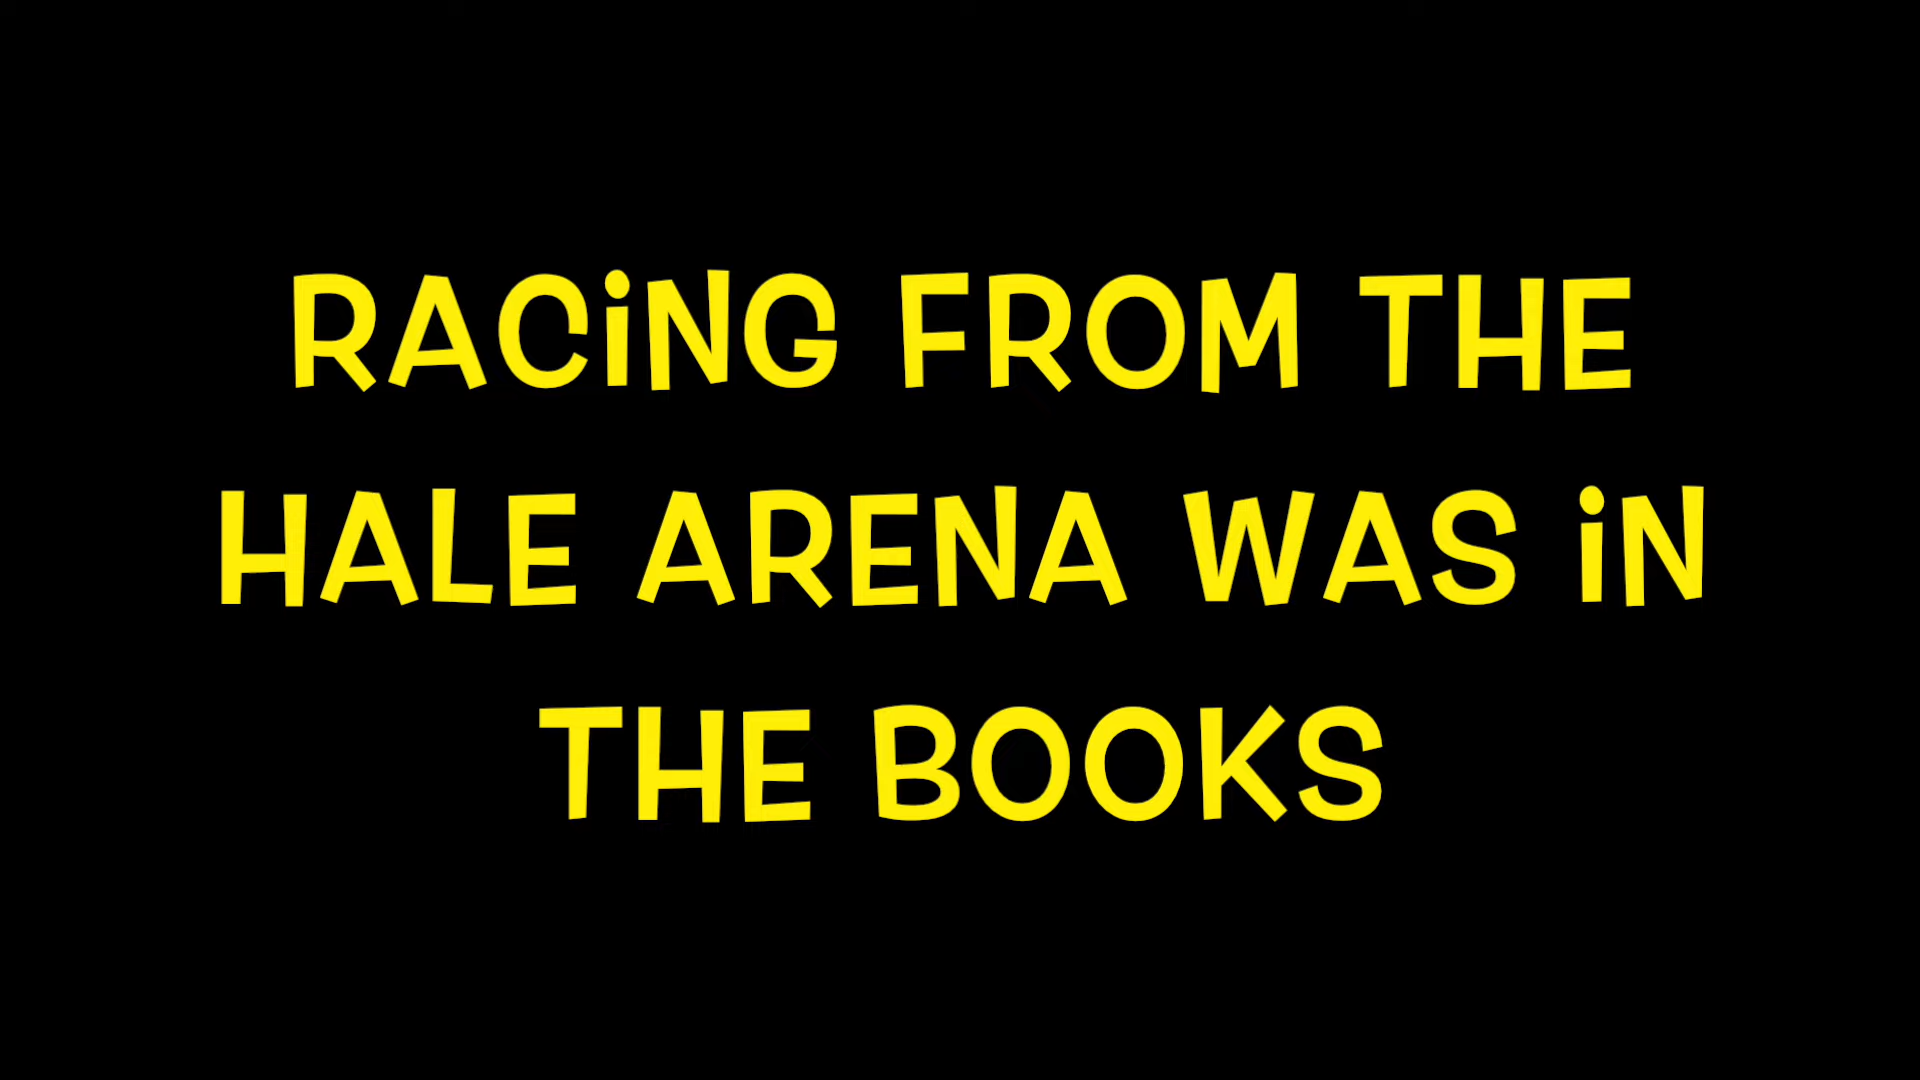 RACiNG FROM THE
HALE ARENA WAS iN
THE BOOKS